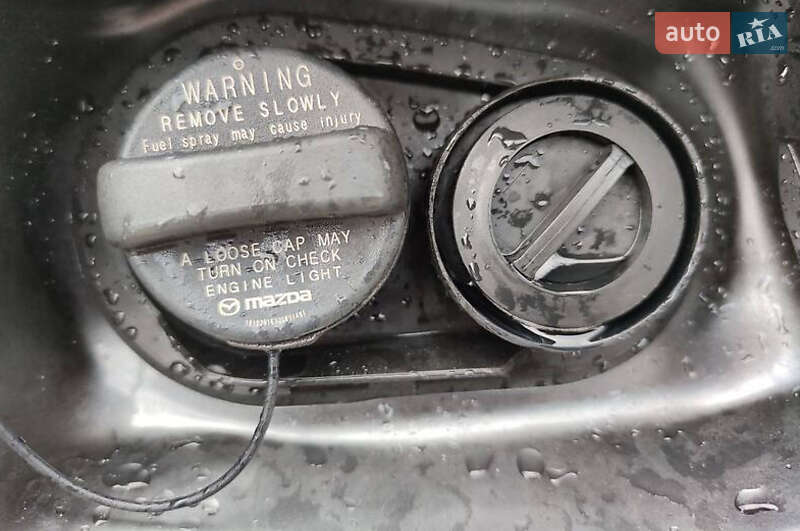 WARNING
REMOVE SLOWLY
Fuel spray may cause injury
A LOOSE CAP MAY
TURN ON CHECK
ENGINE LIGHT
mazda
auto RIA
.com